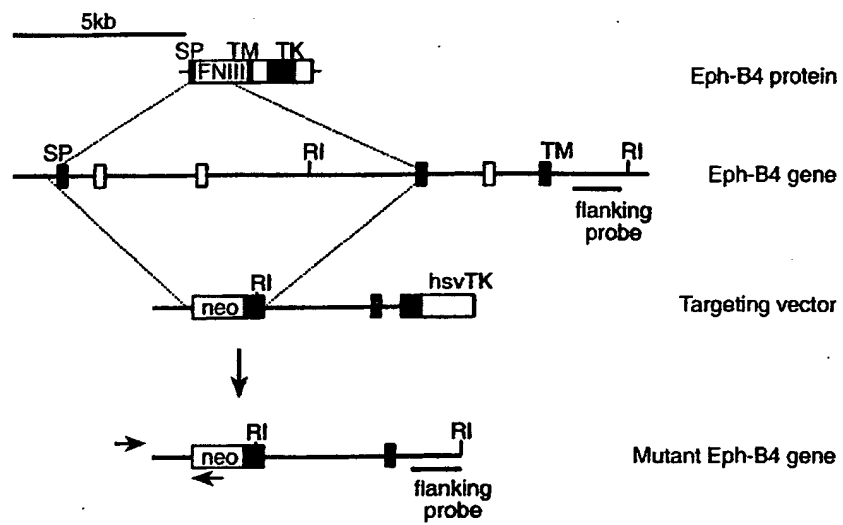 5kb
SP TM TK
FNIII
Eph-B4 protein
SP RI TM RI
Eph-B4 gene
flanking
probe
RI hsvTK
neo
Targeting vector
RI RI
neo
Mutant Eph-B4 gene
flanking
probe